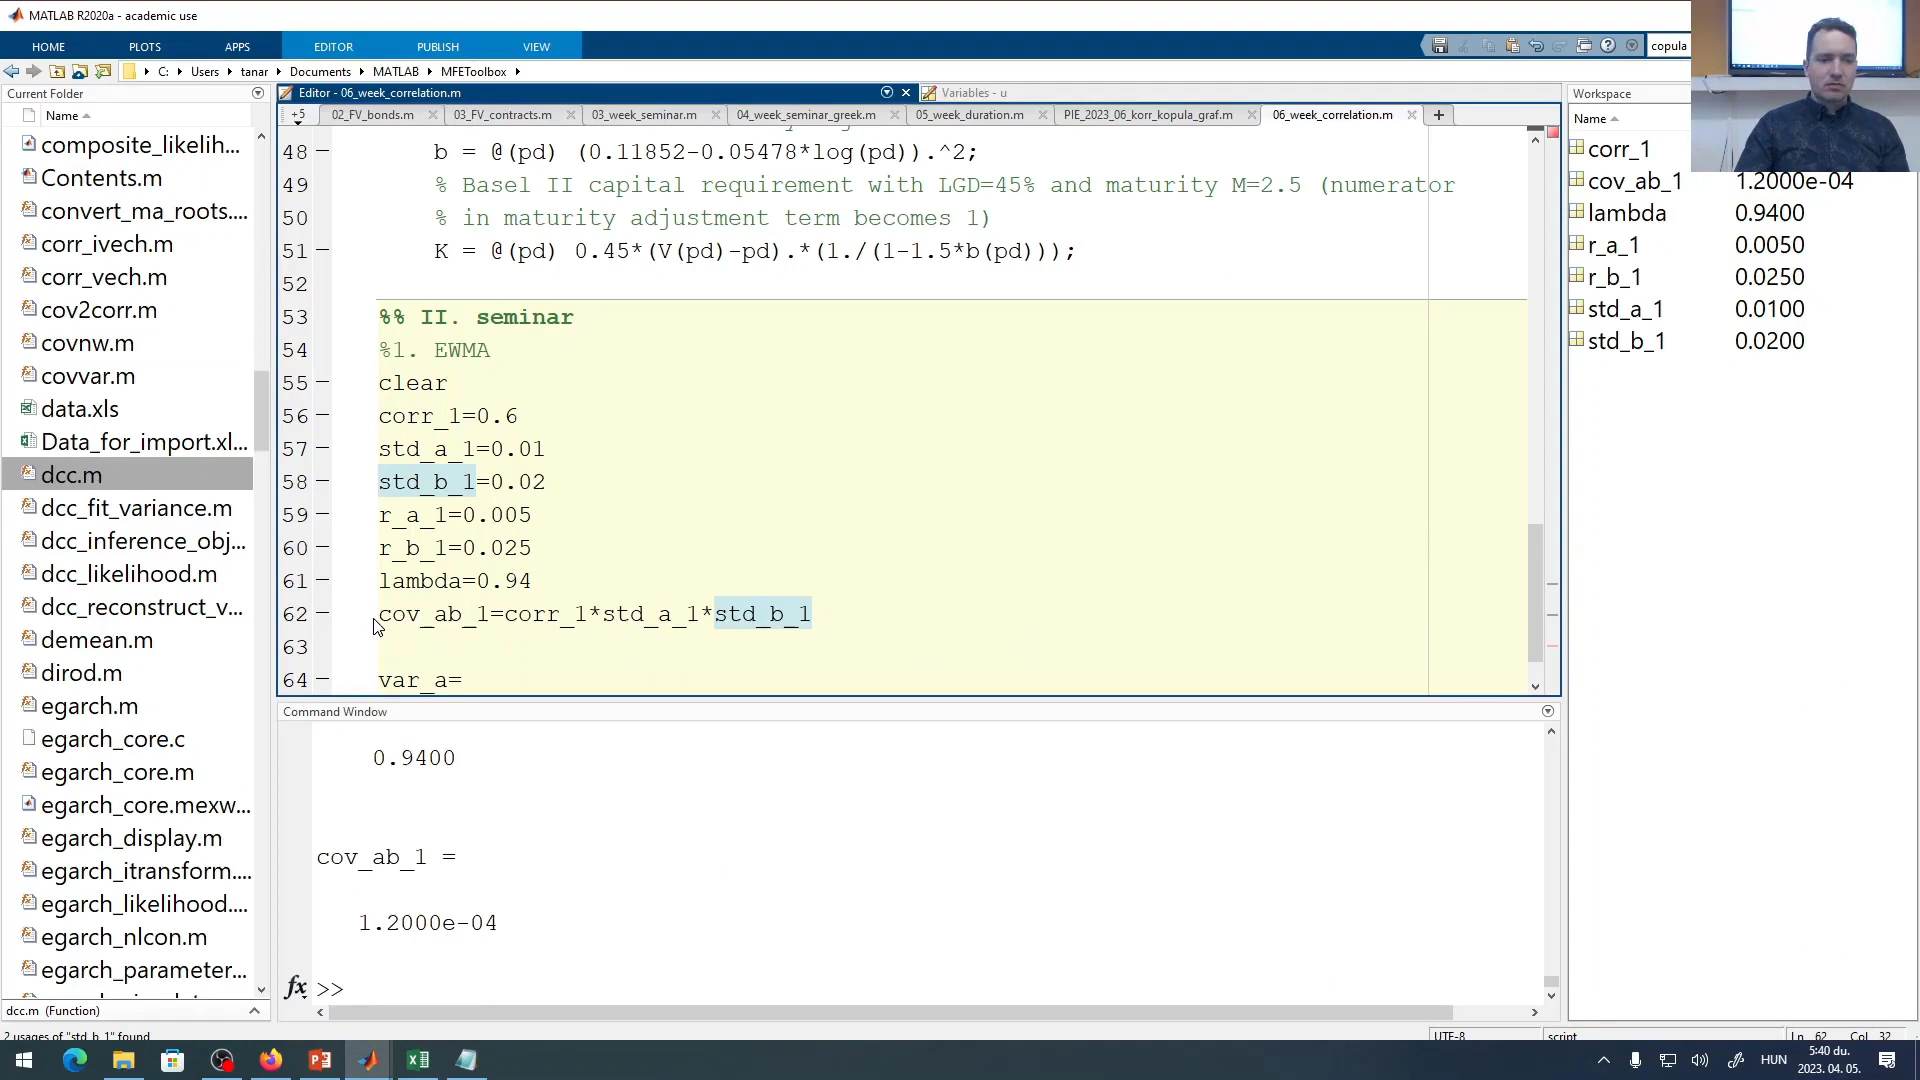 MATLAB R2020a - academic use
HOME PLOTS APPS EDITOR PUBLISH VIEW copula
C: Users tanar Documents MATLAB MFEToolbox
Current Folder
Name
composite_likelih...
Contents.m
convert_ma_roots....
corr_ivech.m
corr_vech.m
cov2corr.m
covnw.m
covvar.m
data.xls
Data_for_import.xl...
dcc.m
dcc_fit_variance.m
dcc_inference_obj...
dcc_likelihood.m
dcc_reconstruct_v...
demean.m
dirod.m
egarch.m
egarch_core.c
egarch_core.m
egarch_core.mexw...
egarch_display.m
egarch_itransform....
egarch_likelihood....
egarch_nlcon.m
egarch_parameter...
dcc.m (Function)
Editor - 06_week_correlation.m
Variables - u
+5 02_FV_bonds.m 03_FV_contracts.m 03_week_seminar.m 04_week_seminar_greek.m 05_week_duration.m PIE_2023_06_korr_kopula_graf.m 06_week_correlation.m +
48 b = @(pd) (0.11852-0.05478*log(pd)).^2;
49 % Basel II capital requirement with LGD=45% and maturity M=2.5 (numerator
50 % in maturity adjustment term becomes 1)
51 K = @(pd) 0.45*(V(pd)-pd).*(1./(1-1.5*b(pd)));
52
53 %% II. seminar
54 %1. EWMA
55 clear
56 corr_1=0.6
57 std_a_1=0.01
58 std_b_1=0.02
59 r_a_1=0.005
60 r_b_1=0.025
61 lambda=0.94
62 cov_ab_1=corr_1*std_a_1*std_b_1
63
64 var_a=
Command Window
0.9400
cov_ab_1 =
1.2000e-04
fx >>
Workspace
Name
corr_1
cov_ab_1 1.2000e-04
lambda 0.9400
r_a_1 0.0050
r_b_1 0.0250
std_a_1 0.0100
std_b_1 0.0200
2 usages of "std_b_1" found
UTF-8 script Ln 62 Col 32
HUN
5:40 du.
2023. 04. 05.